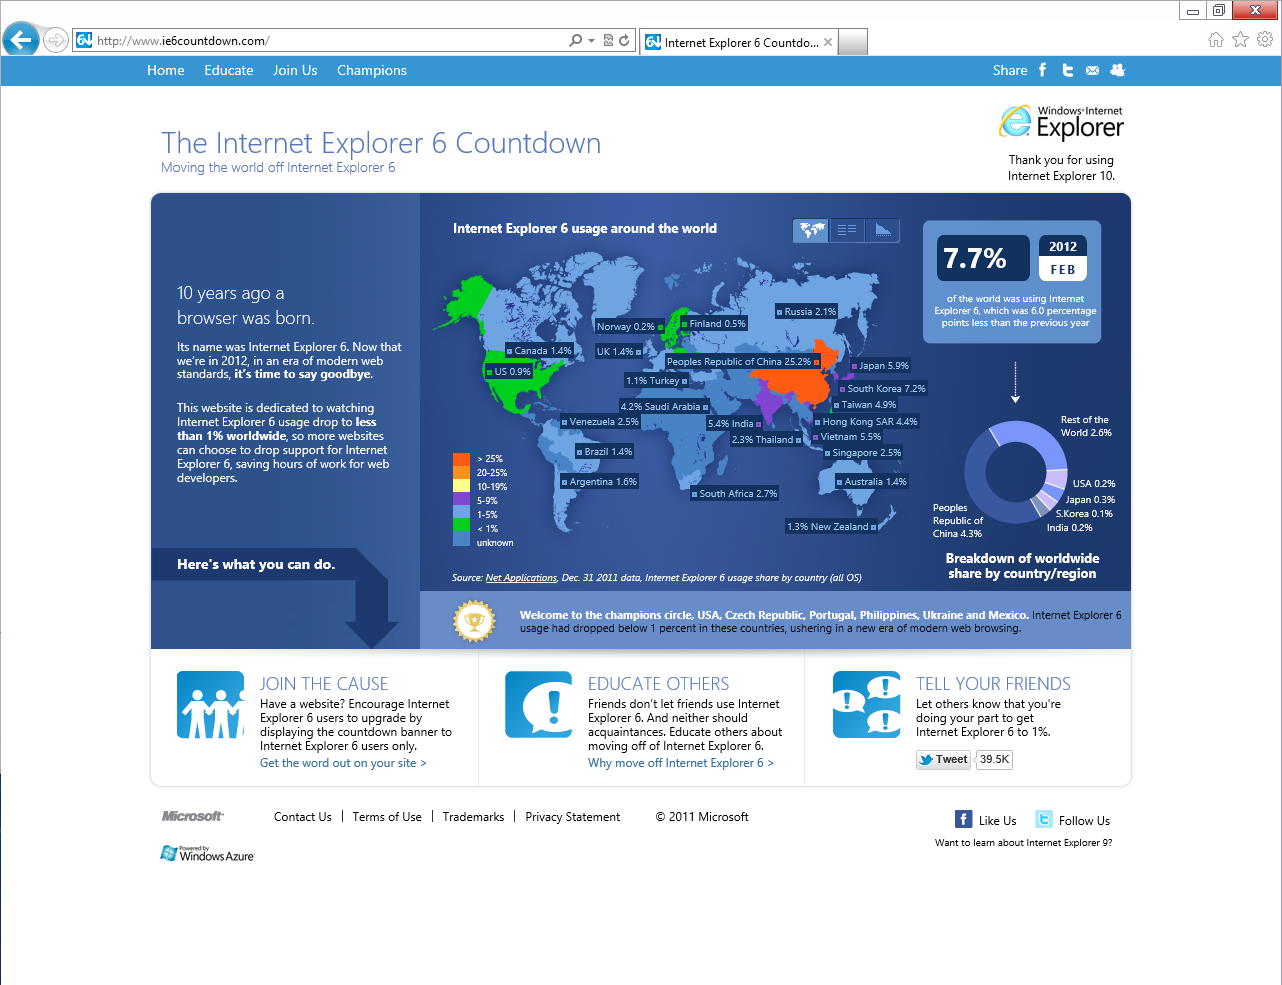 http://www.ie6countdown.com/
Internet Explorer 6 Countdo...
Home Educate Join Us Champions
Share
Windows Internet
Explorer
Thank you for using
Internet Explorer 10.
The Internet Explorer 6 Countdown
Moving the world off Internet Explorer 6
10 years ago a
browser was born.
Its name was Internet Explorer 6. Now that
we're in 2012, in an era of modern web
standards, it's time to say goodbye.
This website is dedicated to watching
Internet Explorer 6 usage drop to less
than 1% worldwide, so more websites
can choose to drop support for Internet
Explorer 6, saving hours of work for web
developers.
Here's what you can do.
Internet Explorer 6 usage around the world
Russia 2.1%
Norway 0.2%
Finland 0.5%
Canada 1.4%
UK 1.4%
Peoples Republic of China 25.2%
Japan 5.9%
US 0.9%
1.1% Turkey
South Korea 7.2%
4.2% Saudi Arabia
Taiwan 4.9%
Venezuela 2.5%
5.4% India
Hong Kong SAR 4.4%
2.3% Thailand
Vietnam 5.5%
Brazil 1.4%
Singapore 2.5%
Argentina 1.6%
Australia 1.4%
South Africa 2.7%
1.3% New Zealand
> 25%
20-25%
10-19%
5-9%
1-5%
< 1%
unknown
Source: Net Applications, Dec. 31 2011 data, Internet Explorer 6 usage share by country (all OS)
7.7%
2012
FEB
of the world was using Internet
Explorer 6, which was 6.0 percentage
points less than the previous year
Rest of the
World 2.6%
USA 0.2%
Japan 0.3%
S.Korea 0.1%
India 0.2%
Peoples
Republic of
China 4.3%
Breakdown of worldwide
share by country/region
Welcome to the champions circle, USA, Czech Republic, Portugal, Philippines, Ukraine and Mexico. Internet Explorer 6
usage had dropped below 1 percent in these countries, ushering in a new era of modern web browsing.
JOIN THE CAUSE
Have a website? Encourage Internet
Explorer 6 users to upgrade by
displaying the countdown banner to
Internet Explorer 6 users only.
Get the word out on your site >
EDUCATE OTHERS
Friends don't let friends use Internet
Explorer 6. And neither should
acquaintances. Educate others about
moving off of Internet Explorer 6.
Why move off Internet Explorer 6 >
TELL YOUR FRIENDS
Let others know that you're
doing your part to get
Internet Explorer 6 to 1%.
Tweet 39.5K
Microsoft
Contact Us | Terms of Use | Trademarks | Privacy Statement © 2011 Microsoft
Like Us
Follow Us
Powered by
Windows Azure
Want to learn about Internet Explorer 9?